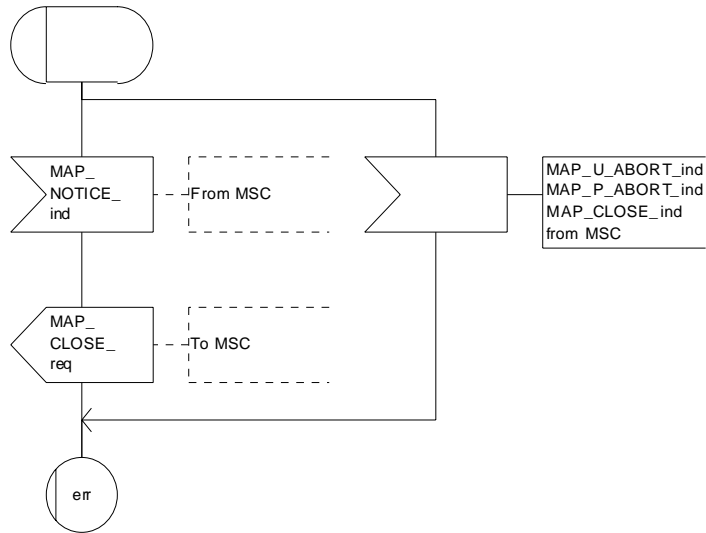 MAP_
NOTICE_
ind
From MSC
MAP_U_ABORT_ind
MAP_P_ABORT_ind
MAP_CLOSE_ind
from MSC
MAP_
CLOSE_
req
To MSC
err